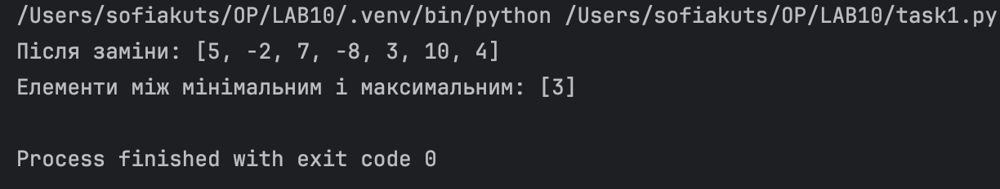 /Users/sofiakuts/OP/LAB10/.venv/bin/python /Users/sofiakuts/OP/LAB10/task1.py
Після заміни: [5, -2, 7, -8, 3, 10, 4]
Елементи між мінімальним і максимальним: [3]
Process finished with exit code 0